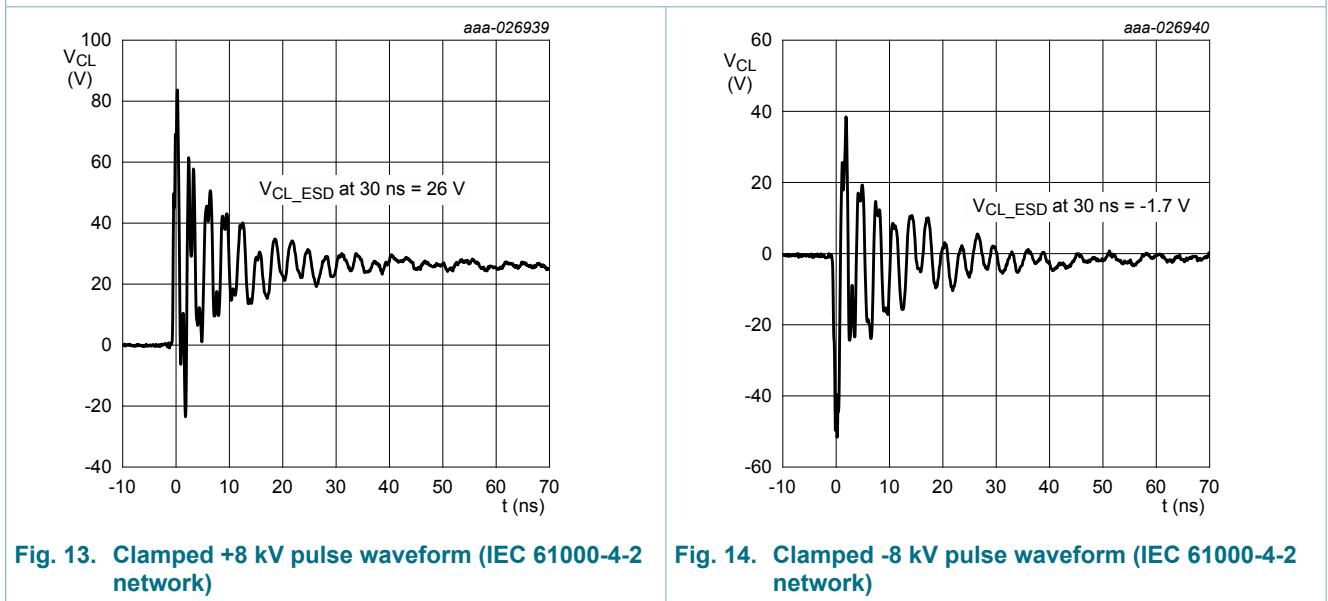 aaa-026939
VCL
(V)
100
80
60
40
20
0
-20
-40
VCL_ESD at 30 ns = 26 V
-10 0 10 20 30 40 50 60 70
t (ns)
Fig. 13. Clamped +8 kV pulse waveform (IEC 61000-4-2
network)
aaa-026940
VCL
(V)
60
40
20
0
-20
-40
-60
VCL_ESD at 30 ns = -1.7 V
-10 0 10 20 30 40 50 60 70
t (ns)
Fig. 14. Clamped -8 kV pulse waveform (IEC 61000-4-2
network)